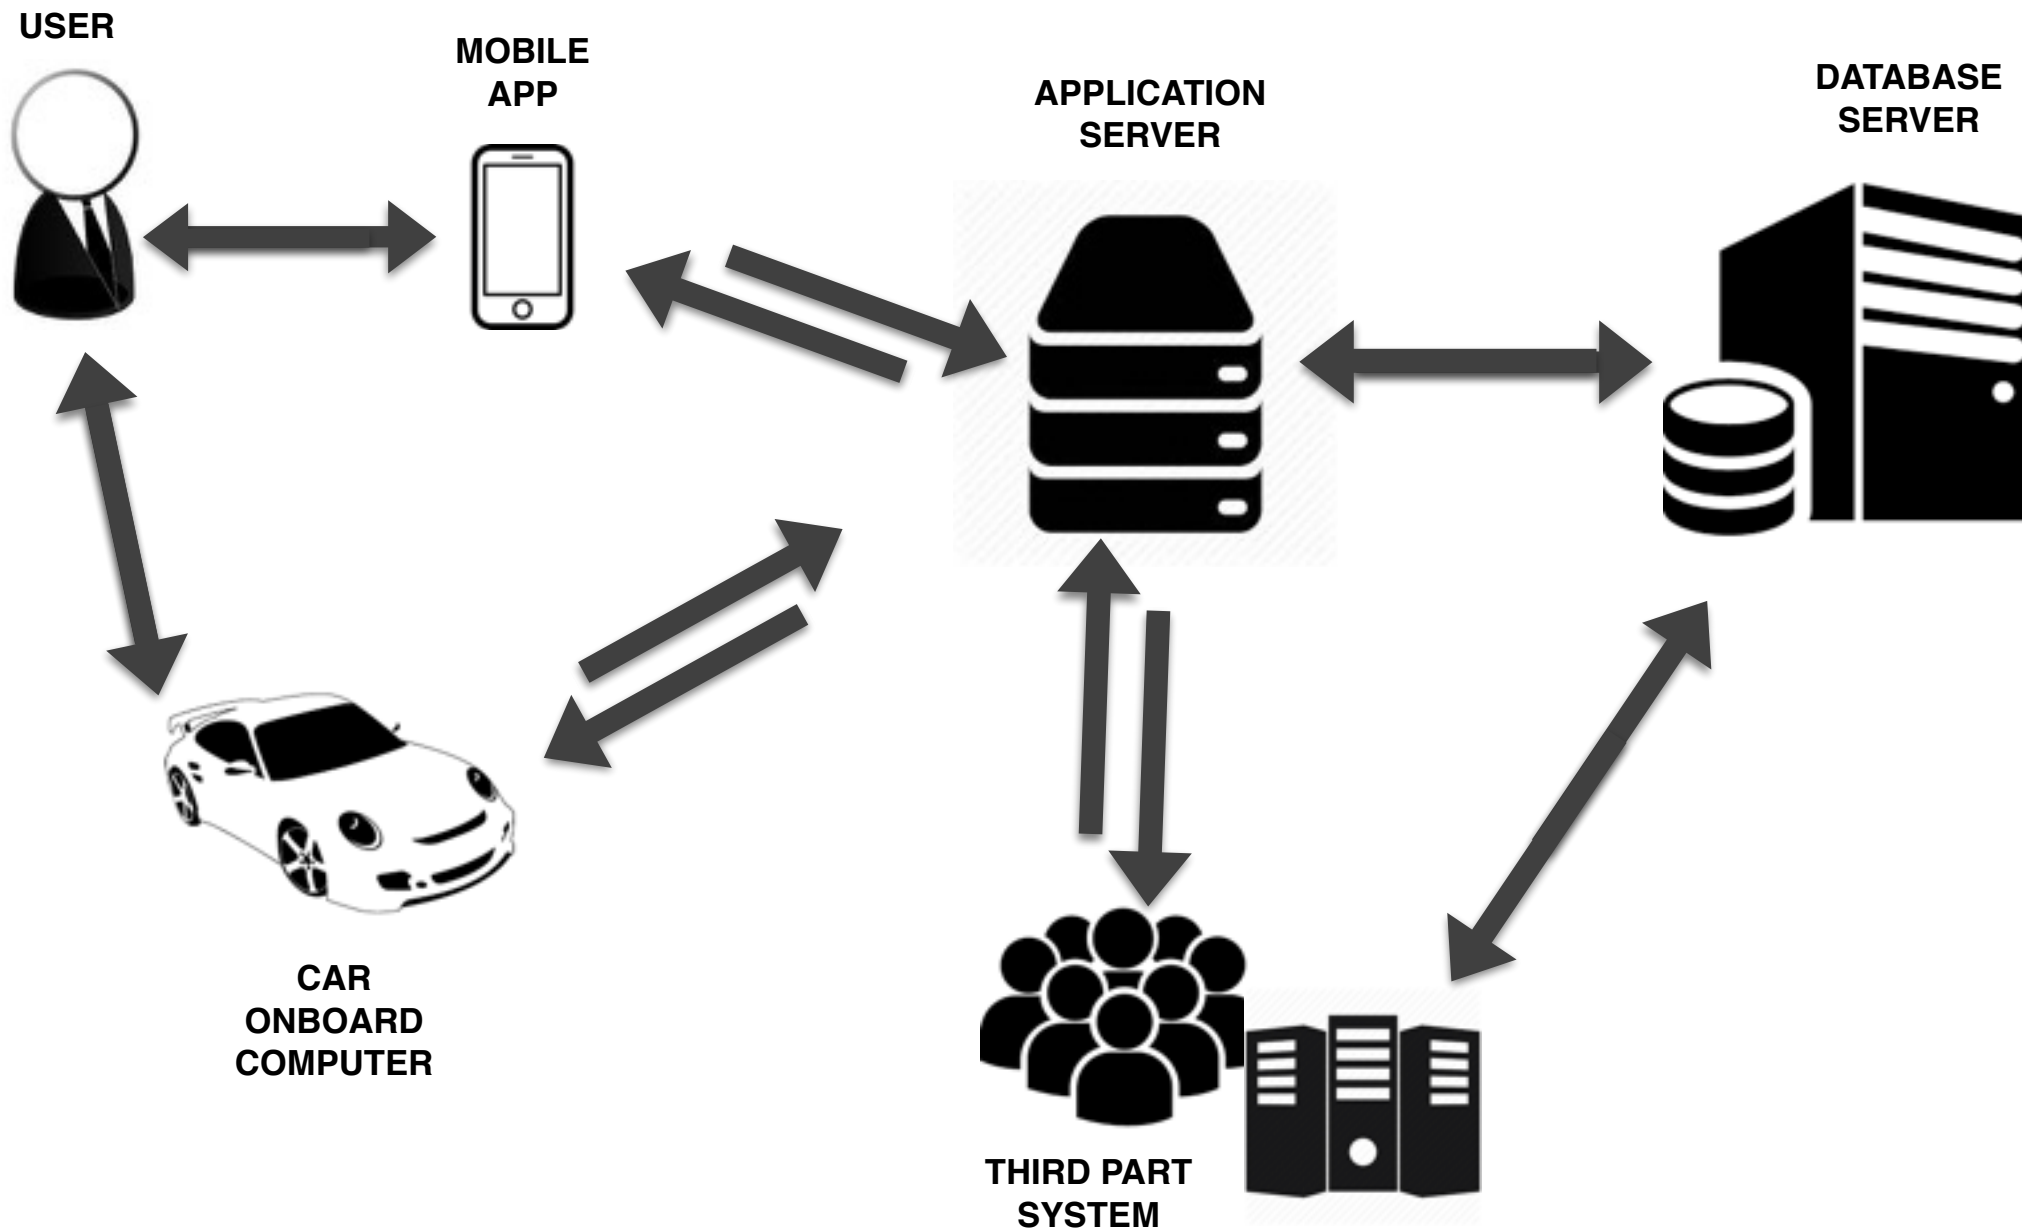 USER
MOBILE
APP
APPLICATION
SERVER
DATABASE
SERVER
CAR
ONBOARD
COMPUTER
THIRD PART
SYSTEM